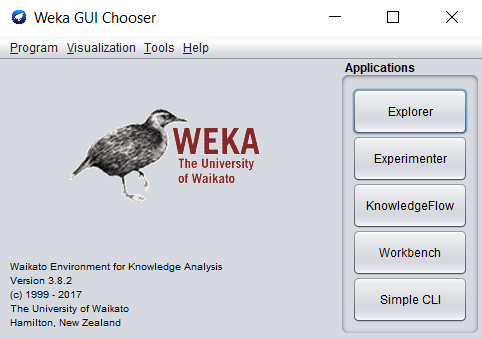 Weka GUI Chooser
Program Visualization Tools Help
Applications
Explorer
Experimenter
KnowledgeFlow
Workbench
Simple CLI
WEKA
The University
of Waikato
Waikato Environment for Knowledge Analysis
Version 3.8.2
(c) 1999 - 2017
The University of Waikato
Hamilton, New Zealand